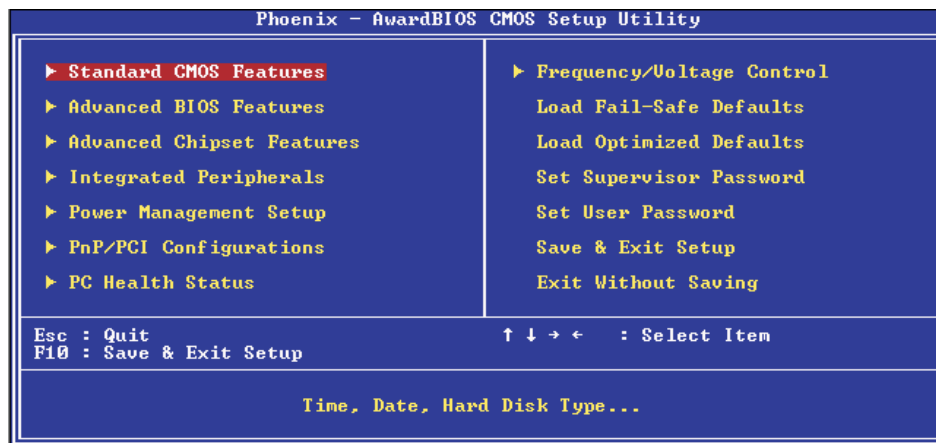 Phoenix - AwardBIOS CMOS Setup Utility
▶ Standard CMOS Features
▶ Advanced BIOS Features
▶ Advanced Chipset Features
▶ Integrated Peripherals
▶ Power Management Setup
▶ PnP/PCI Configurations
▶ PC Health Status
▶ Frequency/Voltage Control
Load Fail-Safe Defaults
Load Optimized Defaults
Set Supervisor Password
Set User Password
Save & Exit Setup
Exit Without Saving
Esc : Quit
F10 : Save & Exit Setup
↑ ↓ → ← : Select Item
Time, Date, Hard Disk Type...